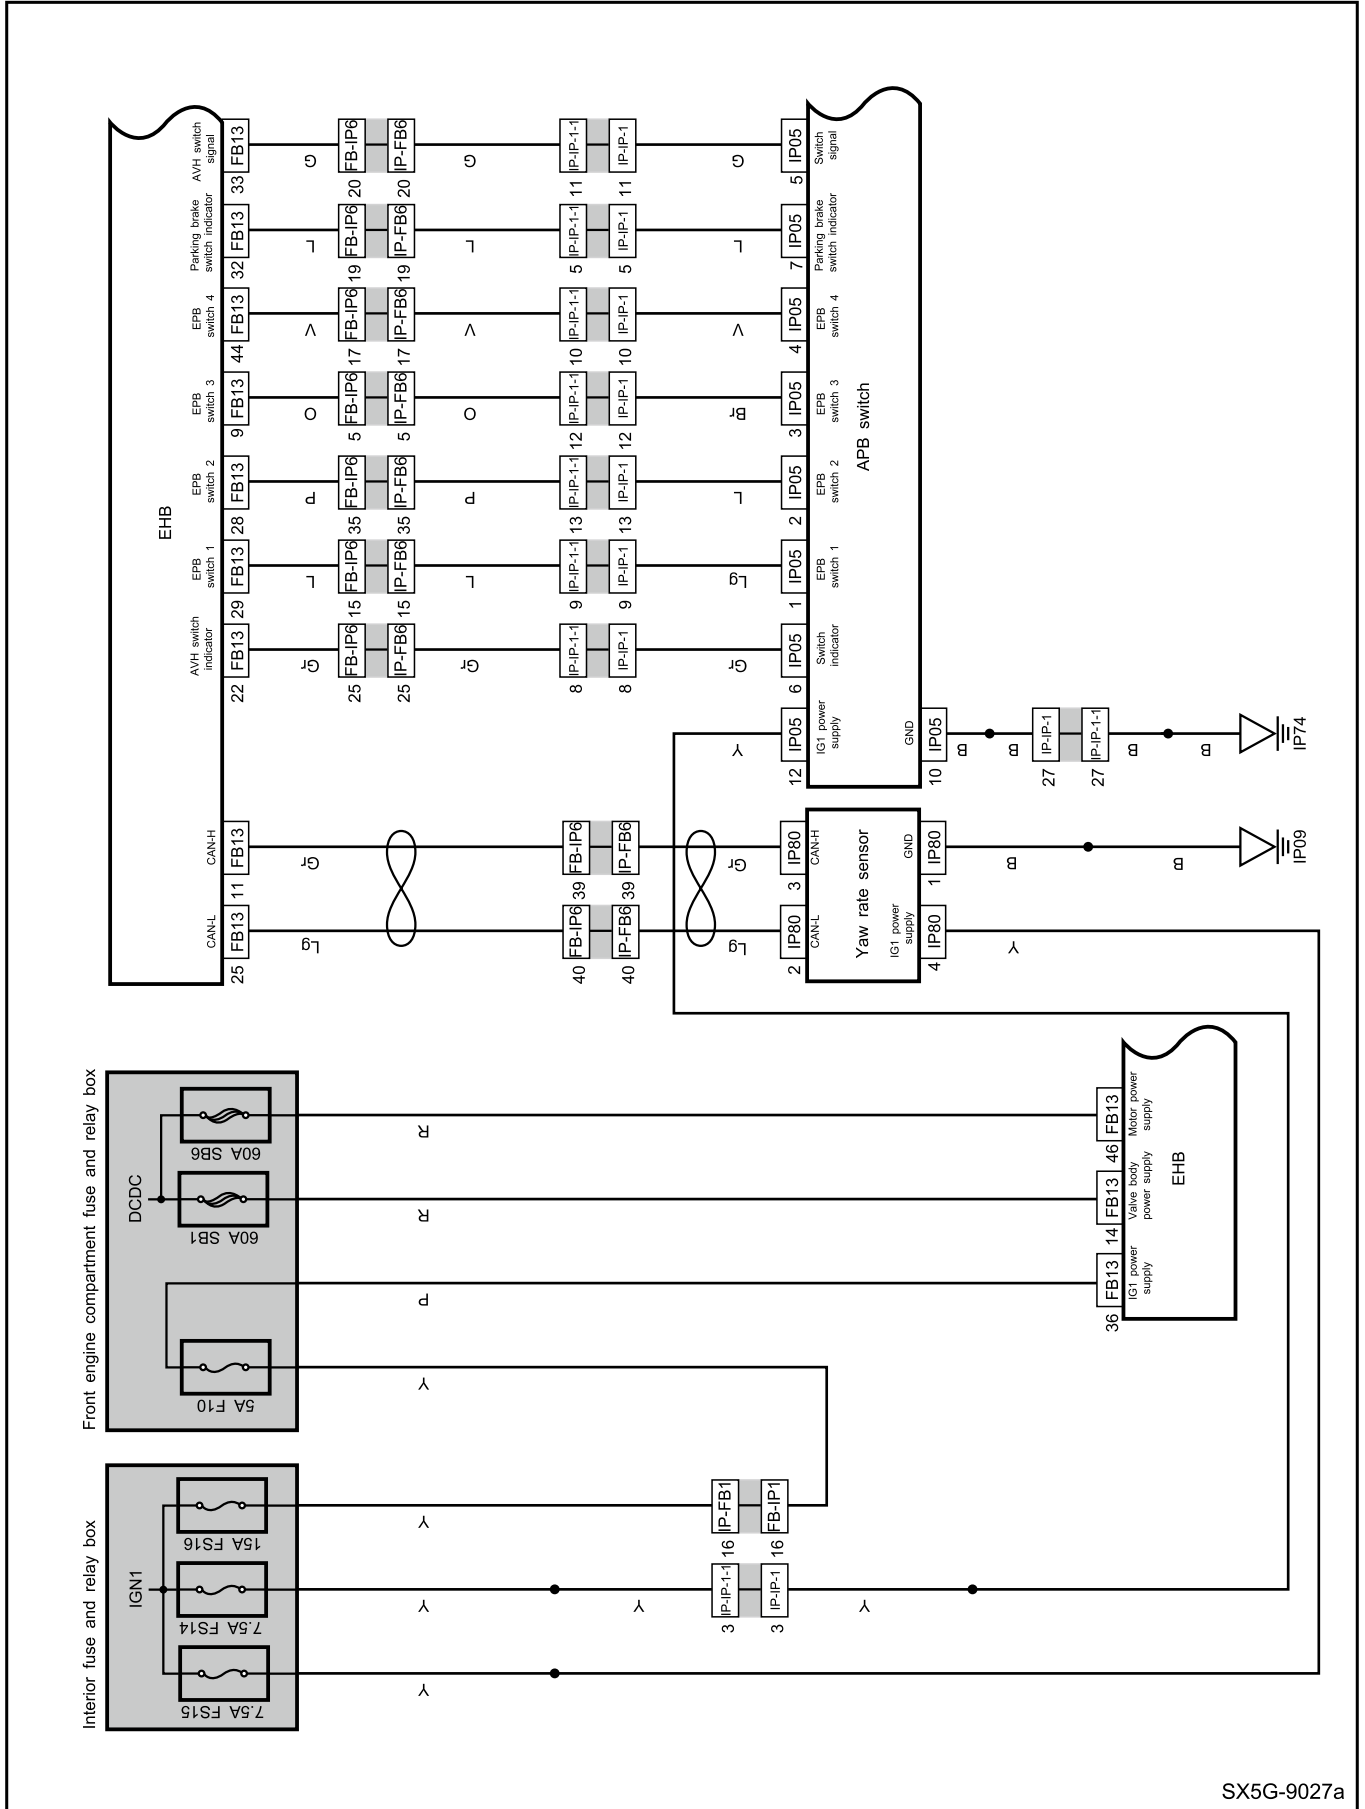 EHB
AVH switch
signal
FB13
33
G
FB-IP6
20
IP-FB6
20
G
IP-IP-1-1
11
IP-IP-1
11
G
IP05
5
Switch
signal
Parking brake
switch indicator
FB13
32
L
FB-IP6
19
IP-FB6
19
L
IP-IP-1-1
5
IP-IP-1
5
L
IP05
7
Parking brake
switch indicator
EPB
switch 4
FB13
44
V
FB-IP6
17
IP-FB6
17
V
IP-IP-1-1
10
IP-IP-1
10
V
IP05
4
EPB
switch 4
EPB
switch 3
FB13
9
O
FB-IP6
5
IP-FB6
5
O
IP-IP-1-1
12
IP-IP-1
12
Br
IP05
3
EPB
switch 3
EPB
switch 2
FB13
28
P
FB-IP6
35
IP-FB6
35
P
IP-IP-1-1
13
IP-IP-1
13
L
IP05
2
EPB
switch 2
EPB
switch 1
FB13
29
L
FB-IP6
15
IP-FB6
15
L
IP-IP-1-1
9
IP-IP-1
9
Lg
IP05
1
EPB
switch 1
AVH switch
indicator
FB13
22
Gr
FB-IP6
25
IP-FB6
25
Gr
IP-IP-1-1
8
IP-IP-1
8
Gr
IP05
6
Switch
indicator
APB switch
Y
IP05
12
IG1 power
supply
GND
IP05
10
B
B
IP-IP-1
27
IP-IP-1-1
27
B
B
IP74
CAN-H
FB13
11
Gr
FB-IP6
39
IP-FB6
39
Gr
IP80
3
CAN-H
CAN-L
FB13
25
Lg
FB-IP6
40
IP-FB6
40
Lg
IP80
2
CAN-L
Yaw rate sensor
GND
IP80
1
B
B
IP09
IG1 power
supply
IP80
4
Y
Front engine compartment fuse and relay box
DCDC
60A SB6
R
FB13
46
Motor power
supply
60A SB1
R
FB13
14
Valve body
power supply
P
FB13
36
IG1 power
supply
EHB
5A F10
Y
Interior fuse and relay box
IGN1
15A FS16
Y
IP-FB1
16
FB-IP1
16
7.5A FS14
Y
Y
IP-IP-1-1
3
IP-IP-1
3
Y
7.5A FS15
Y
SX5G-9027a